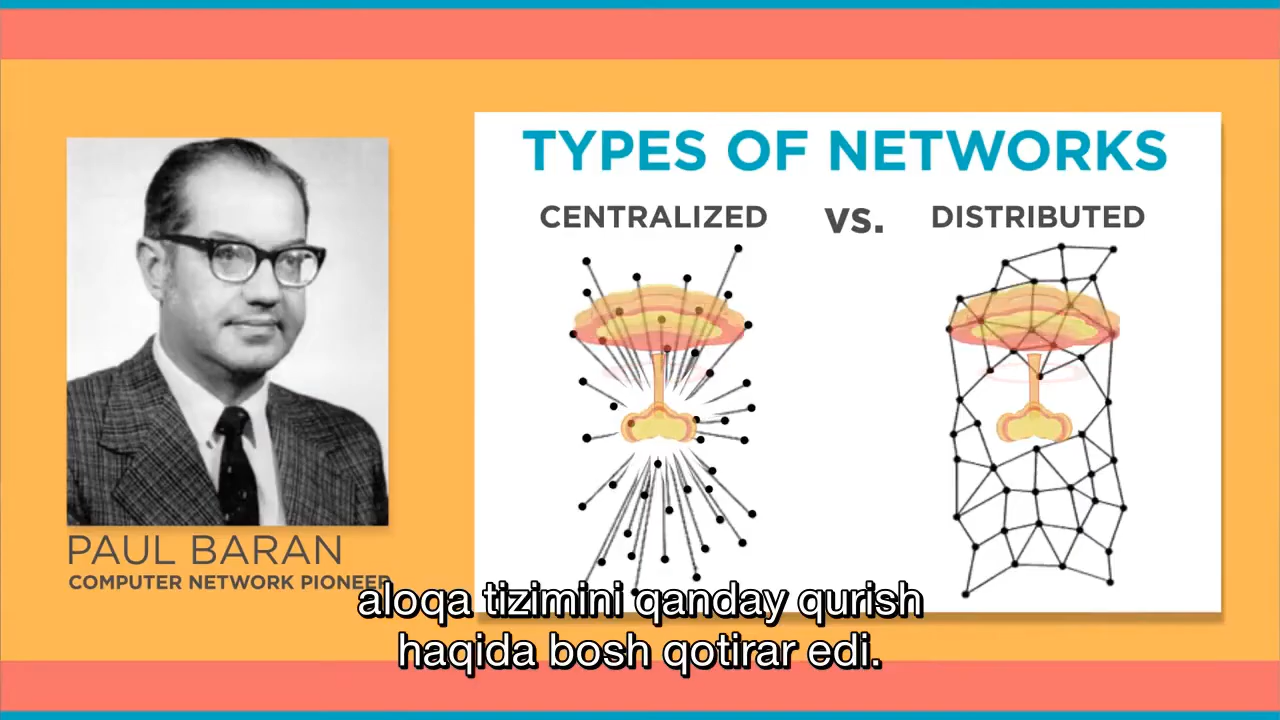 TYPES OF NETWORKS
CENTRALIZED VS. DISTRIBUTED
PAUL BARAN
COMPUTER NETWORK PIONEER
aloqa tizimini qanday qurish
haqida bosh qotirar edi.